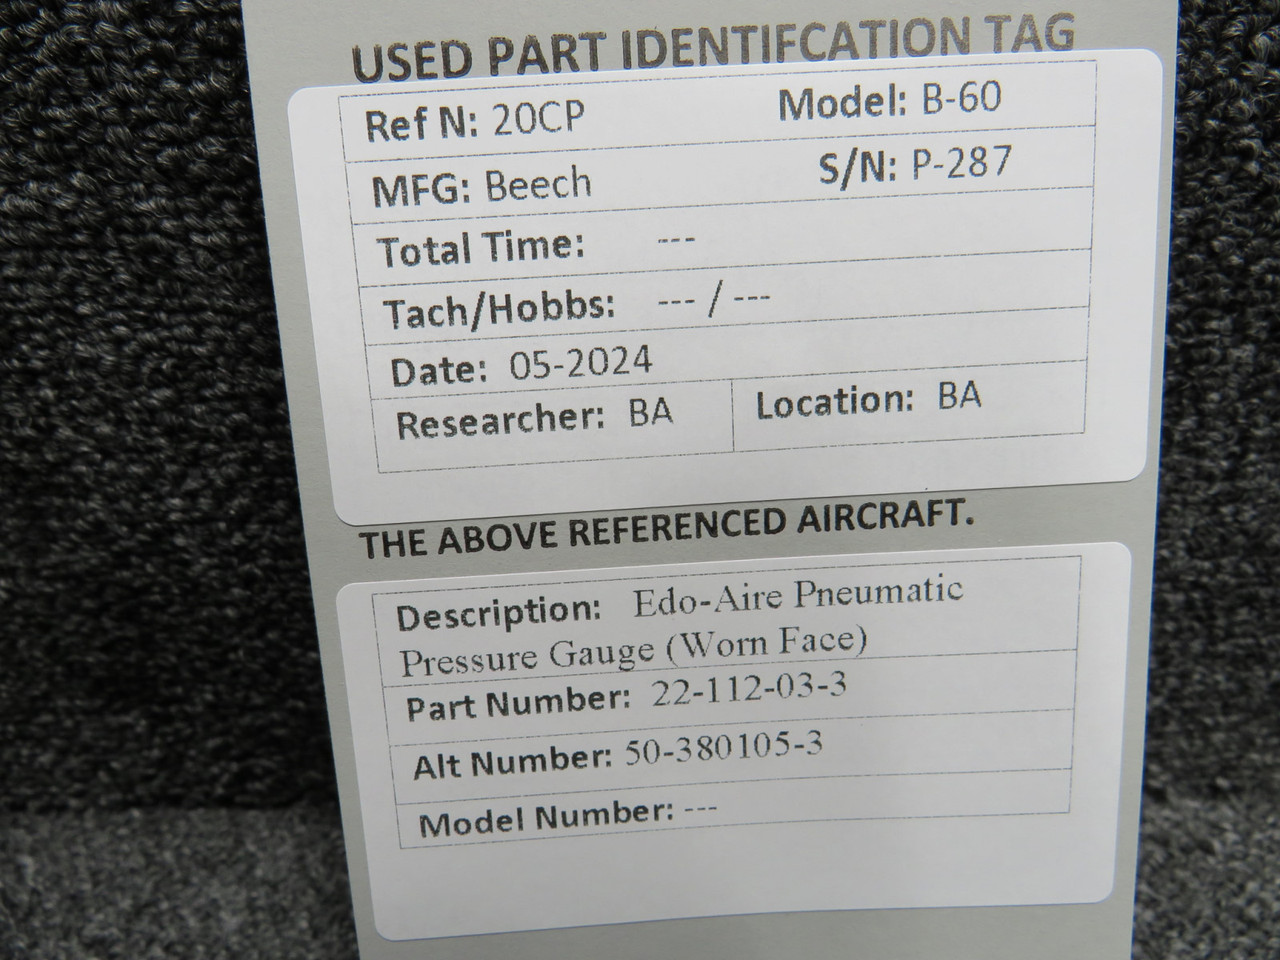 USED PART IDENTIFCATION TAG
Ref N: 20CP Model: B-60
MFG: Beech S/N: P-287
Total Time: ---
Tach/Hobbs: --- / ---
Date: 05-2024
Researcher: BA Location: BA
THE ABOVE REFERENCED AIRCRAFT.
Description: Edo-Aire Pneumatic
Pressure Gauge (Worn Face)
Part Number: 22-112-03-3
Alt Number: 50-380105-3
Model Number: ---